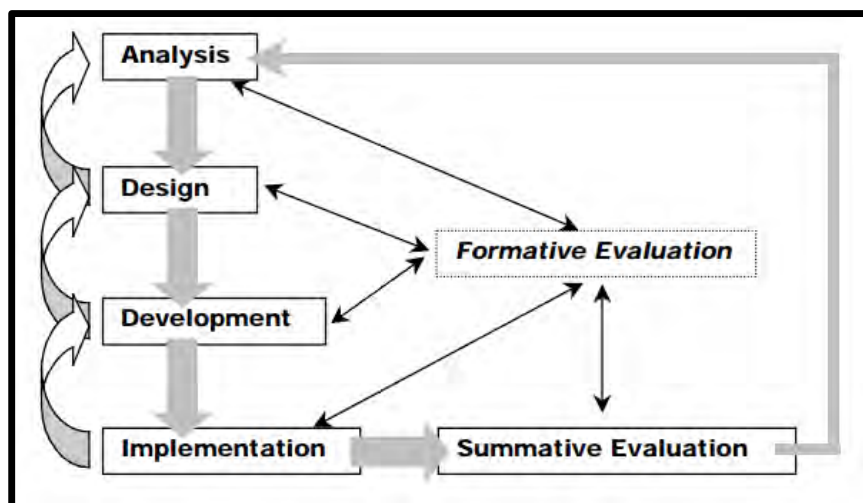 Analysis
Design
Formative Evaluation
Development
Implementation
Summative Evaluation